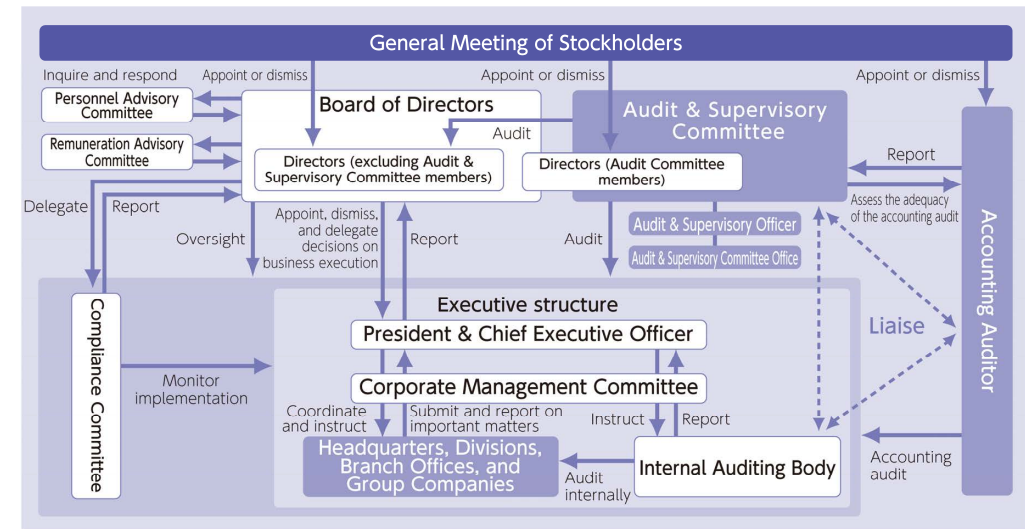 General Meeting of Stockholders
Inquire and respond
Appoint or dismiss
Appoint or dismiss
Appoint or dismiss
Personnel Advisory
Committee
Remuneration Advisory
Committee
Board of Directors
Directors (excluding Audit &
Supervisory Committee members)
Audit
Audit & Supervisory
Committee
Directors (Audit Committee
members)
Report
Assess the adequacy
of the accounting audit
Audit & Supervisory Officer
Audit & Supervisory Committee Office
Accounting Auditor
Delegate
Report
Oversight
Appoint, dismiss,
and delegate
decisions on
business execution
Report
Audit
Liaise
Compliance Committee
Monitor
implementation
Executive structure
President & Chief Executive Officer
Corporate Management Committee
Coordinate
and instruct
Submit and report on
important matters
Instruct
Report
Headquarters, Divisions,
Branch Offices, and
Group Companies
Audit
internally
Internal Auditing Body
Accounting
audit